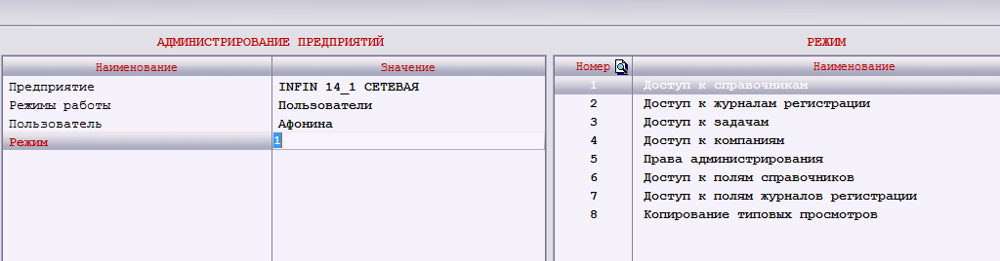 АДМИНИСТРИРОВАНИЕ ПРЕДПРИЯТИЙ
Наименование Значение
Предприятие INFIN 14_1 СЕТЕВАЯ
Режимы работы Пользователи
Пользователь Афонина
Режим 1
РЕЖИМ
Номер Наименование
1 Доступ к справочникам
2 Доступ к журналам регистрации
3 Доступ к задачам
4 Доступ к компаниям
5 Права администрирования
6 Доступ к полям справочников
7 Доступ к полям журналов регистрации
8 Копирование типовых просмотров